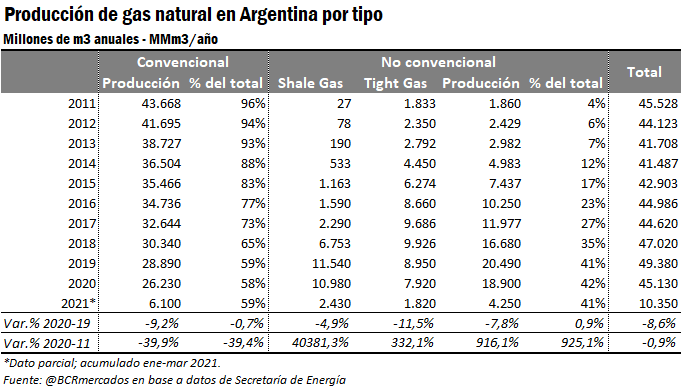 Producción de gas natural en Argentina por tipo
Millones de m3 anuales - MMm3/año
Convencional No convencional Total
Producción % del total Shale Gas Tight Gas Producción % del total
2011 43.668 96% 27 1.833 1.860 4% 45.528
2012 41.695 94% 78 2.350 2.429 6% 44.123
2013 38.727 93% 190 2.792 2.982 7% 41.708
2014 36.504 88% 533 4.450 4.983 12% 41.487
2015 35.466 83% 1.163 6.274 7.437 17% 42.903
2016 34.736 77% 1.590 8.660 10.250 23% 44.986
2017 32.644 73% 2.290 9.686 11.977 27% 44.620
2018 30.340 65% 6.753 9.926 16.680 35% 47.020
2019 28.890 59% 11.540 8.950 20.490 41% 49.380
2020 26.230 58% 10.980 7.920 18.900 42% 45.130
2021* 6.100 59% 2.430 1.820 4.250 41% 10.350
Var.% 2020-19 -9,2% -0,7% -4,9% -11,5% -7,8% 0,9% -8,6%
Var.% 2020-11 -39,9% -39,4% 40381,3% 332,1% 916,1% 925,1% -0,9%
*Dato parcial; acumulado ene-mar 2021.
Fuente: @BCRmercados en base a datos de Secretaría de Energía